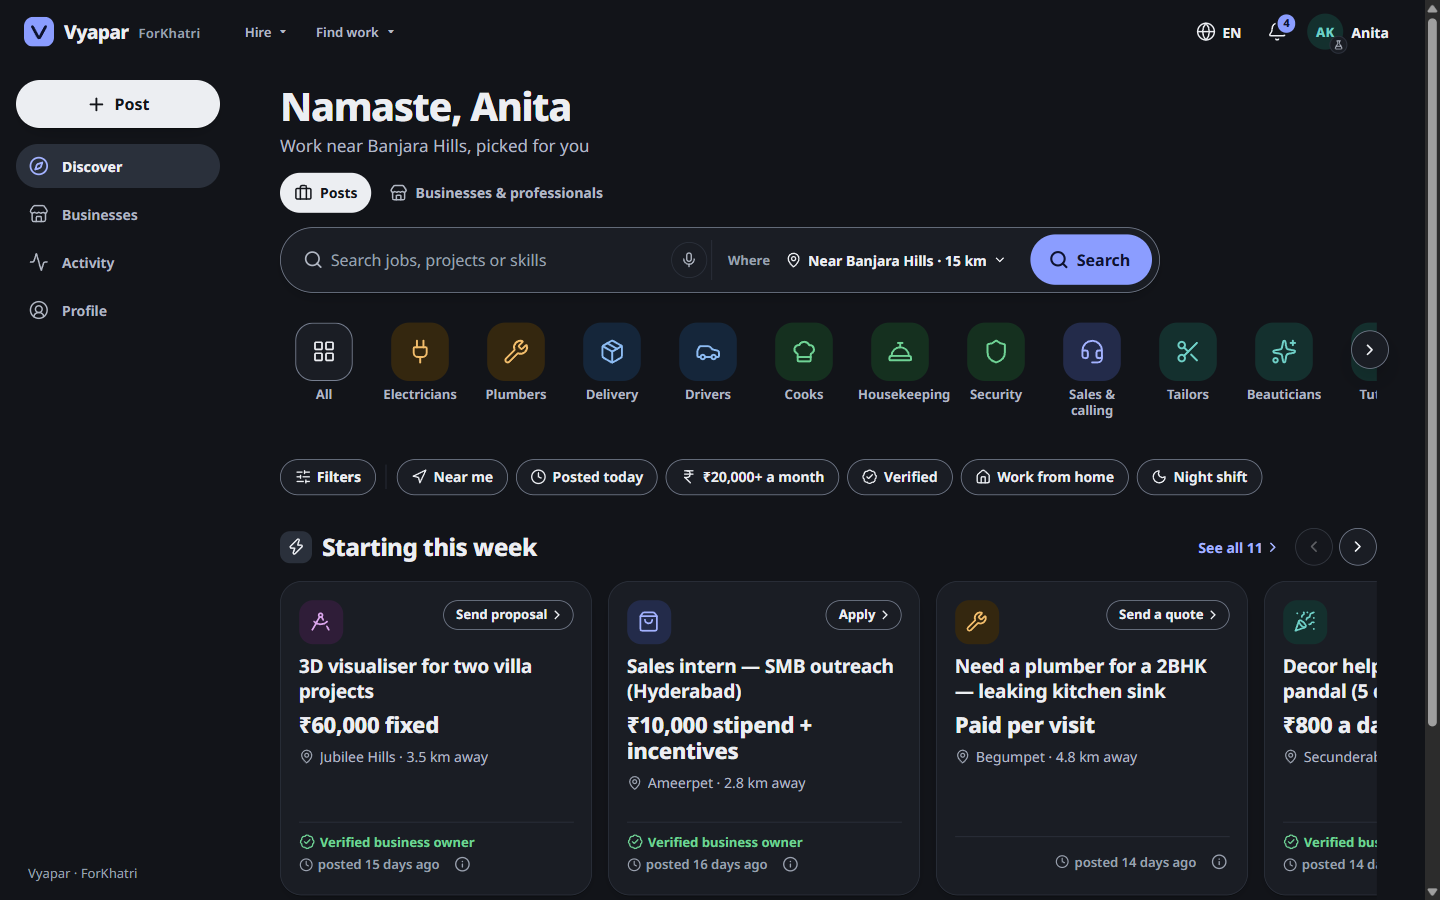 Vyapar ForKhatri
Hire
Find work
EN
4
AK
Anita
Post
Discover
Businesses
Activity
Profile
Vyapar · ForKhatri
Namaste, Anita
Work near Banjara Hills, picked for you
Posts
Businesses & professionals
Search jobs, projects or skills
Where
Near Banjara Hills · 15 km
Search
All
Electricians
Plumbers
Delivery
Drivers
Cooks
Housekeeping
Security
Sales &
calling
Tailors
Beauticians
Tut
Filters
Near me
Posted today
₹20,000+ a month
Verified
Work from home
Night shift
Starting this week
See all 11
Send proposal
3D visualiser for two villa
projects
₹60,000 fixed
Jubilee Hills · 3.5 km away
Verified business owner
posted 15 days ago
Apply
Sales intern — SMB outreach
(Hyderabad)
₹10,000 stipend +
incentives
Ameerpet · 2.8 km away
Verified business owner
posted 16 days ago
Send a quote
Need a plumber for a 2BHK
— leaking kitchen sink
Paid per visit
Begumpet · 4.8 km away
posted 14 days ago
Decor help
pandal (5
₹800 a da
Secunderab
Verified bus
posted 14 d